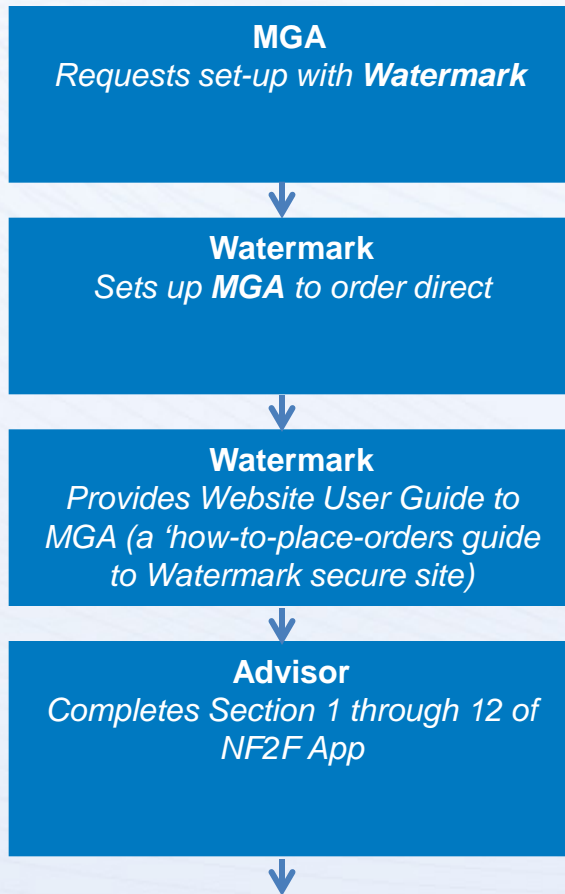 MGA
Requests set-up with Watermark
Watermark
Sets up MGA to order direct
Watermark
Provides Website User Guide to
MGA (a ‘how-to-place-orders guide
to Watermark secure site)
Advisor
Completes Section 1 through 12 of
NF2F App